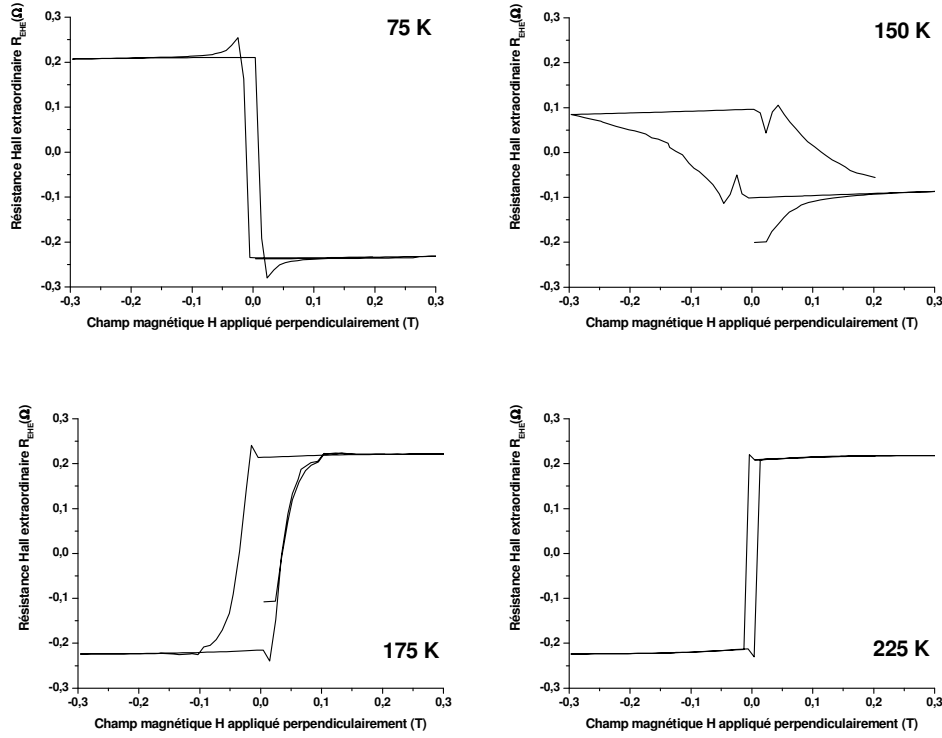 75 K
Résistance Hall extraordinaire R_EHE(Ω)
0,3
0,2
0,1
0,0
-0,1
-0,2
-0,3
-0,3 -0,2 -0,1 0,0 0,1 0,2 0,3
Champ magnétique H appliqué perpendiculairement (T)
150 K
Résistance Hall extraordinaire R_EHE(Ω)
0,3
0,2
0,1
0,0
-0,1
-0,2
-0,3
-0,3 -0,2 -0,1 0,0 0,1 0,2 0,3
Champ magnétique H appliqué perpendiculairement (T)
175 K
Résistance Hall extraordinaire R_EHE(Ω)
0,3
0,2
0,1
0,0
-0,1
-0,2
-0,3
-0,3 -0,2 -0,1 0,0 0,1 0,2 0,3
Champ magnétique H appliqué perpendiculairement (T)
225 K
Résistance Hall extraordinaire R_EHE(Ω)
0,3
0,2
0,1
0,0
-0,1
-0,2
-0,3
-0,3 -0,2 -0,1 0,0 0,1 0,2 0,3
Champ magnétique H appliqué perpendiculairement (T)